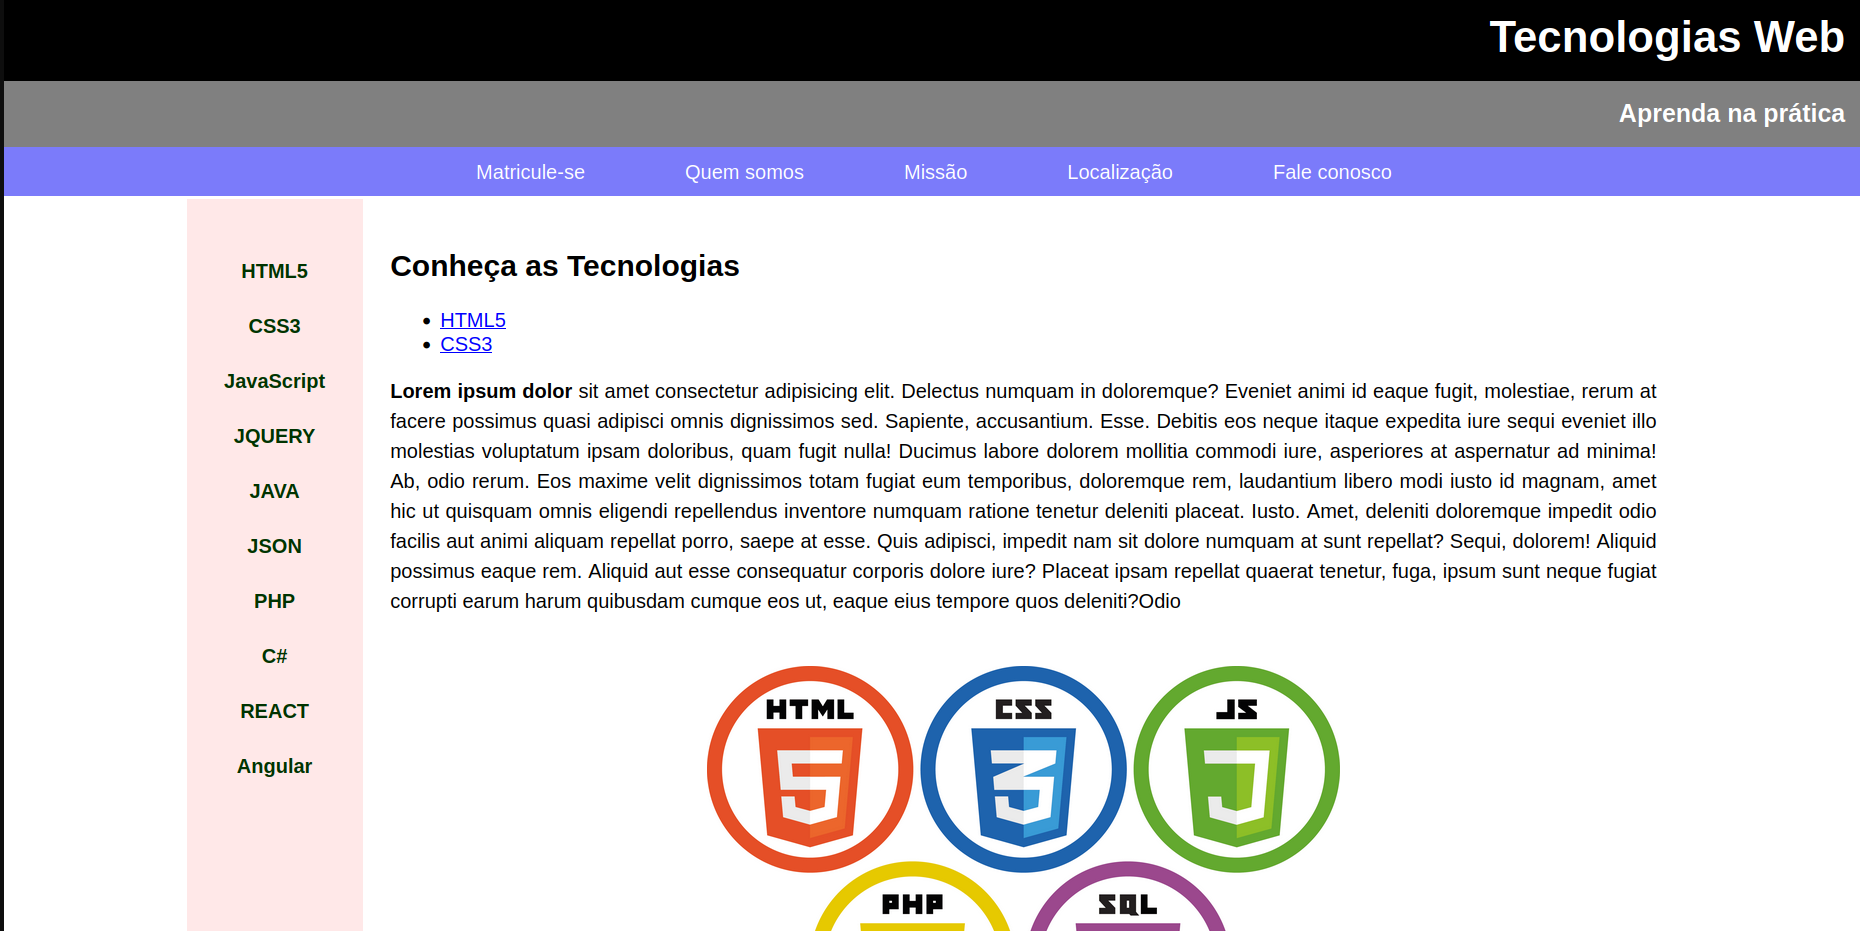 Tecnologias Web
Aprenda na prática
Matricule-se Quem somos Missão Localização Fale conosco
HTML5
CSS3
JavaScript
JQUERY
JAVA
JSON
PHP
C#
REACT
Angular
Conheça as Tecnologias
HTML5
CSS3
Lorem ipsum dolor sit amet consectetur adipisicing elit. Delectus numquam in doloremque? Eveniet animi id eaque fugit, molestiae, rerum at
facere possimus quasi adipisci omnis dignissimos sed. Sapiente, accusantium. Esse. Debitis eos neque itaque expedita iure sequi eveniet illo
molestias voluptatum ipsam doloribus, quam fugit nulla! Ducimus labore dolorem mollitia commodi iure, asperiores at aspernatur ad minima!
Ab, odio rerum. Eos maxime velit dignissimos totam fugiat eum temporibus, doloremque rem, laudantium libero modi iusto id magnam, amet
hic ut quisquam omnis eligendi repellendus inventore numquam ratione tenetur deleniti placeat. Iusto. Amet, deleniti doloremque impedit odio
facilis aut animi aliquam repellat porro, saepe at esse. Quis adipisci, impedit nam sit dolore numquam at sunt repellat? Sequi, dolorem! Aliquid
possimus eaque rem. Aliquid aut esse consequatur corporis dolore iure? Placeat ipsam repellat quaerat tenetur, fuga, ipsum sunt neque fugiat
corrupti earum harum quibusdam cumque eos ut, eaque eius tempore quos deleniti?Odio
HTML CSS JS
5 3 J
PHP SQL